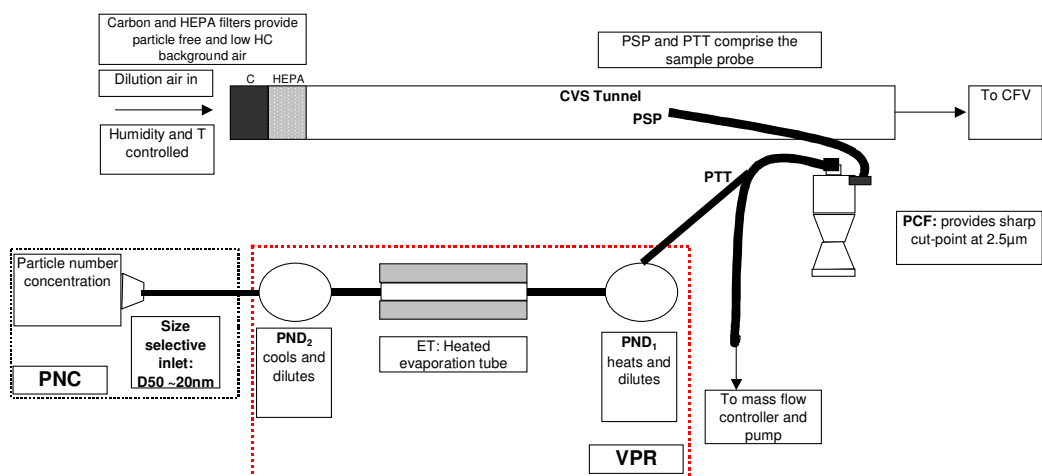 Carbon and HEPA filters provide
particle free and low HC
background air
PSP and PTT comprise the
sample probe
Dilution air in
C HEPA
CVS Tunnel
To CFV
PSP
Humidity and T
controlled
PTT
PCF: provides sharp
cut-point at 2.5µm
Particle number
concentration
Size
selective
inlet:
D50 ~20nm
PNC
PND2
cools and
dilutes
ET: Heated
evaporation tube
PND1
heats and
dilutes
To mass flow
controller and
pump
VPR